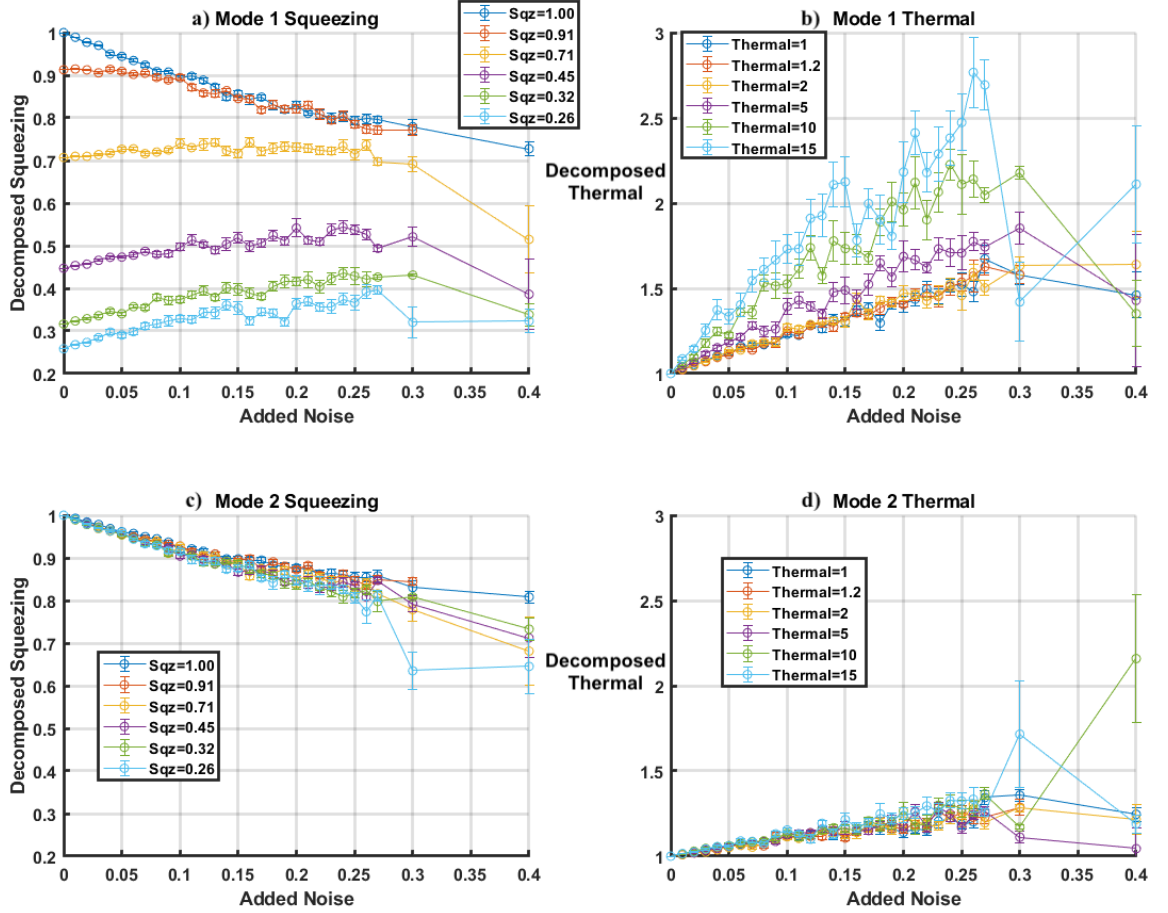 a) Mode 1 Squeezing
Decomposed Squeezing
1
0.9
0.8
0.7
0.6
0.5
0.4
0.3
0.2
0 0.05 0.1 0.15 0.2 0.25 0.3 0.35 0.4
Added Noise
Sqz=1.00
Sqz=0.91
Sqz=0.71
Sqz=0.45
Sqz=0.32
Sqz=0.26
b) Mode 1 Thermal
Decomposed
Thermal
3
2.5
2
1.5
1
0 0.05 0.1 0.15 0.2 0.25 0.3 0.35 0.4
Added Noise
Thermal=1
Thermal=1.2
Thermal=2
Thermal=5
Thermal=10
Thermal=15
c) Mode 2 Squeezing
Decomposed Squeezing
1
0.9
0.8
0.7
0.6
0.5
0.4
0.3
0.2
0 0.05 0.1 0.15 0.2 0.25 0.3 0.35 0.4
Added Noise
Sqz=1.00
Sqz=0.91
Sqz=0.71
Sqz=0.45
Sqz=0.32
Sqz=0.26
d) Mode 2 Thermal
Decomposed
Thermal
3
2.5
2
1.5
1
0 0.05 0.1 0.15 0.2 0.25 0.3 0.35 0.4
Added Noise
Thermal=1
Thermal=1.2
Thermal=2
Thermal=5
Thermal=10
Thermal=15